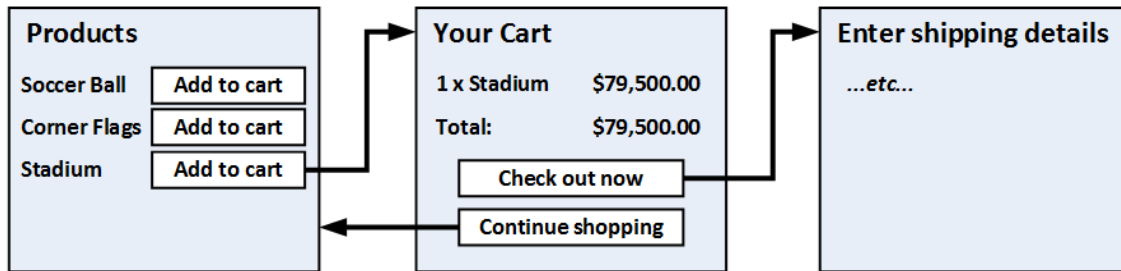 Products
Soccer Ball Add to cart
Corner Flags Add to cart
Stadium Add to cart
Your Cart
1 x Stadium $79,500.00
Total: $79,500.00
Check out now
Continue shopping
Enter shipping details
...etc...